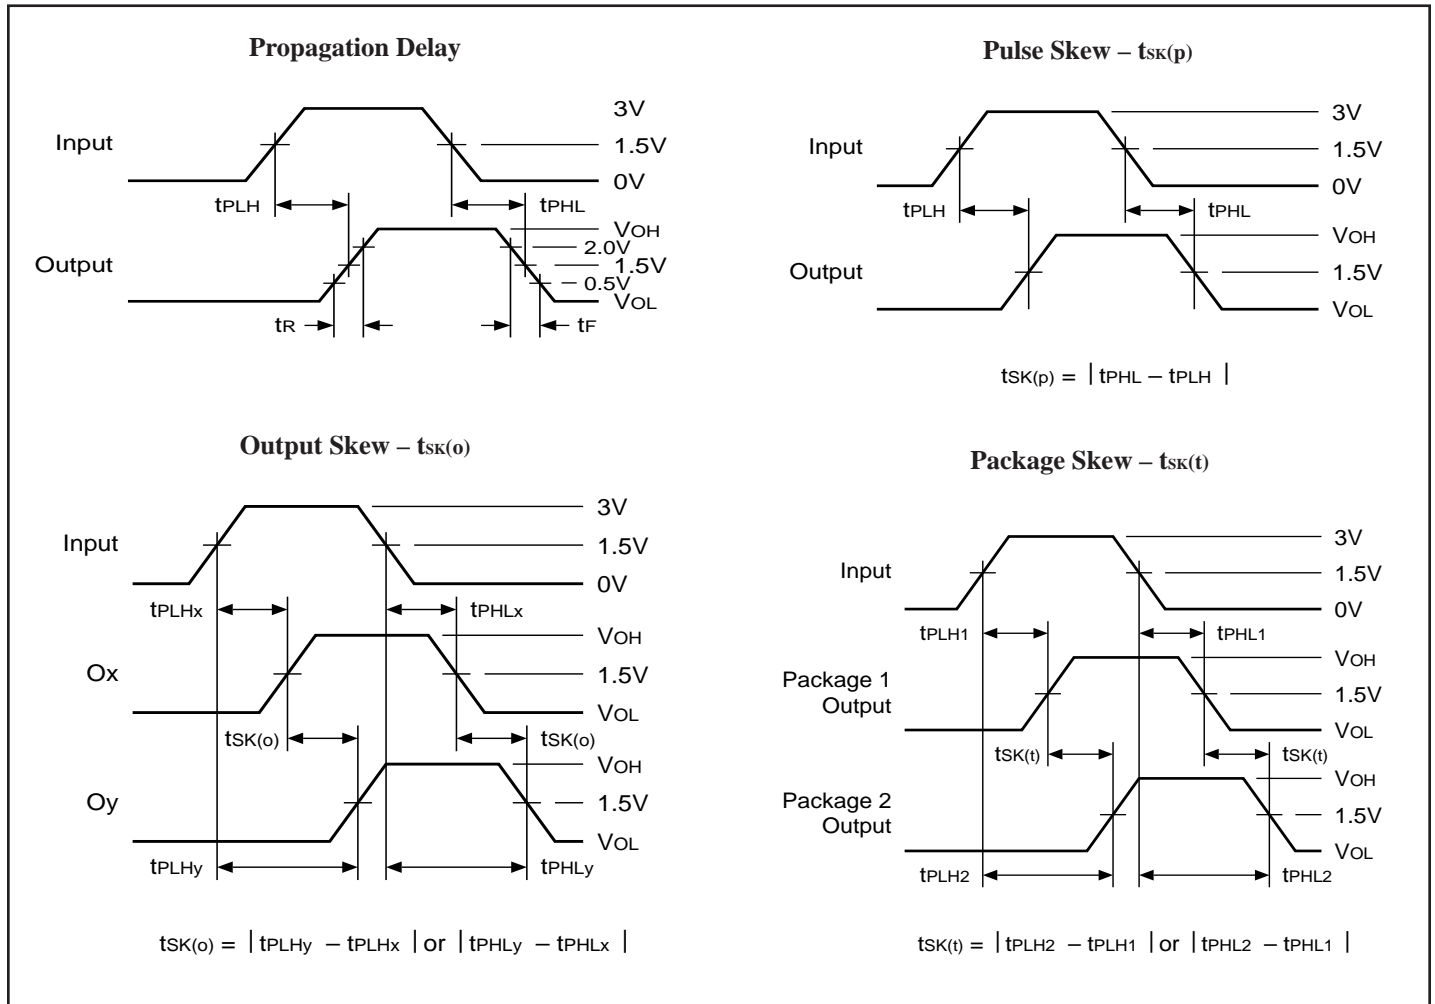 Propagation Delay
Input
3V
1.5V
0V
tPLH
tPHL
Output
VOH
2.0V
1.5V
0.5V
VOL
tR
tF
Pulse Skew – tSK(p)
Input
3V
1.5V
0V
tPLH
tPHL
Output
VOH
1.5V
VOL
tSK(p) = | tPHL – tPLH |
Output Skew – tSK(o)
Input
3V
1.5V
0V
tPLHx
tPHLx
Ox
VOH
1.5V
VOL
tSK(o)
tSK(o)
Oy
VOH
1.5V
VOL
tPLHy
tPHLy
tSK(o) = | tPLHy – tPLHx | or | tPHLy – tPHLx |
Package Skew – tSK(t)
Input
3V
1.5V
0V
tPLH1
tPHL1
Package 1
Output
VOH
1.5V
VOL
tSK(t)
tSK(t)
Package 2
Output
VOH
1.5V
VOL
tPLH2
tPHL2
tSK(t) = | tPLH2 – tPLH1 | or | tPHL2 – tPHL1 |